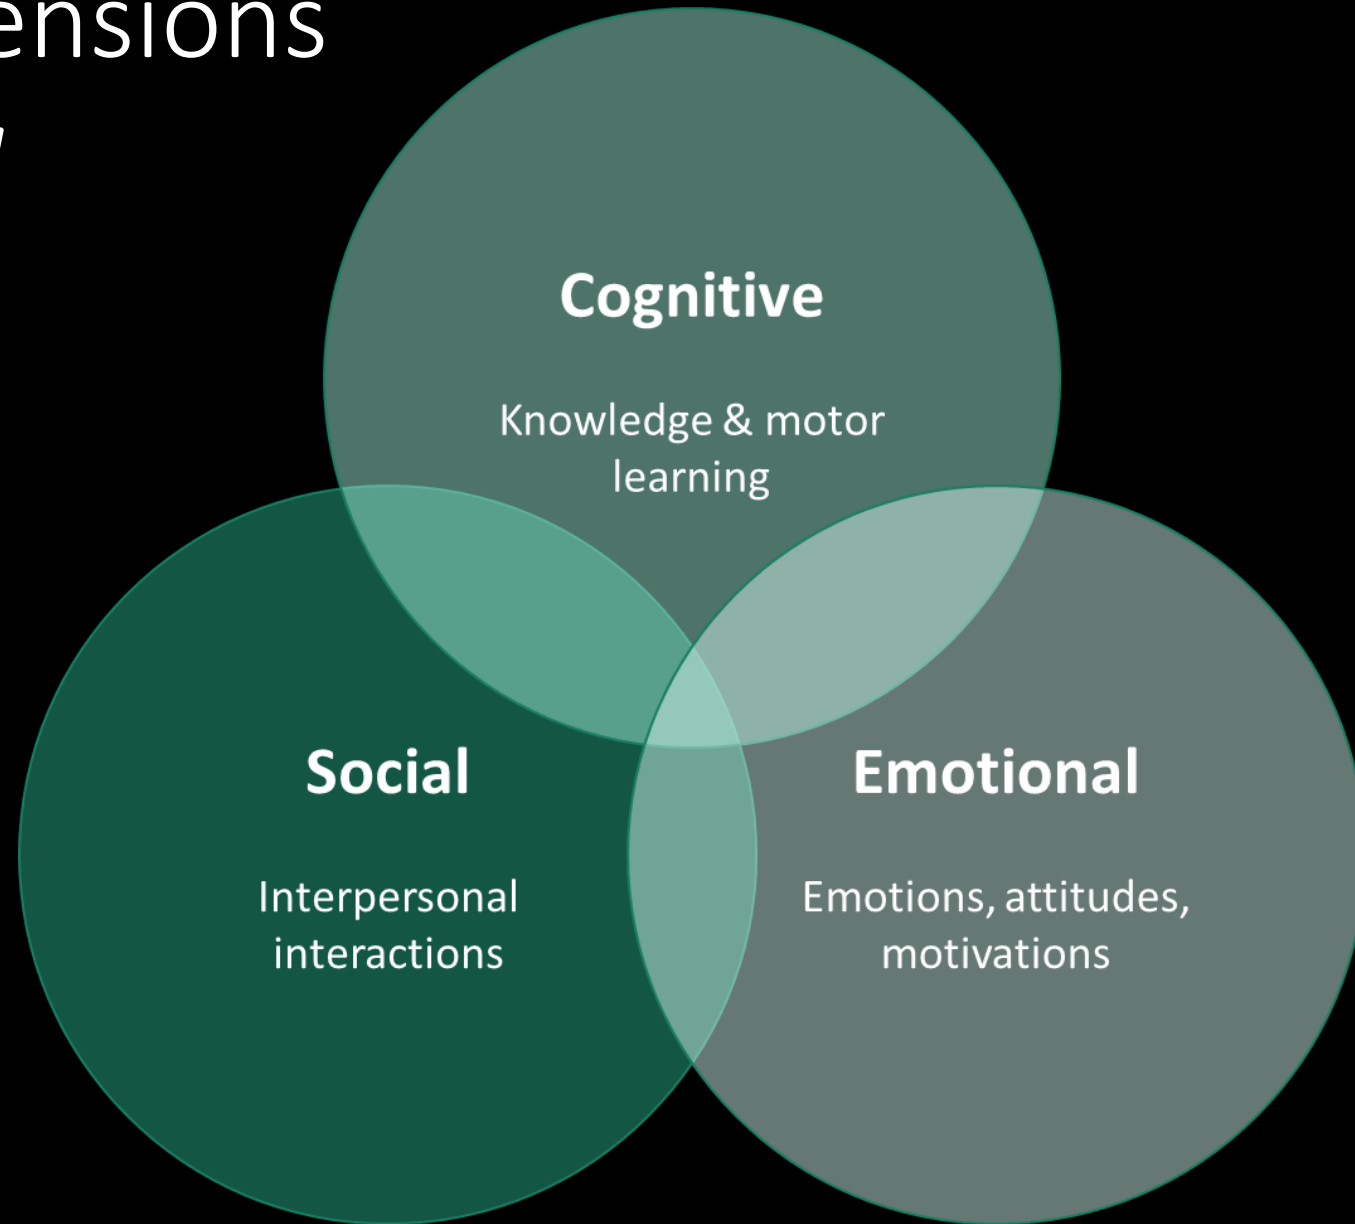 ensions
Cognitive
Knowledge & motor
learning
Social
Emotional
Interpersonal
interactions
Emotions, attitudes,
motivations